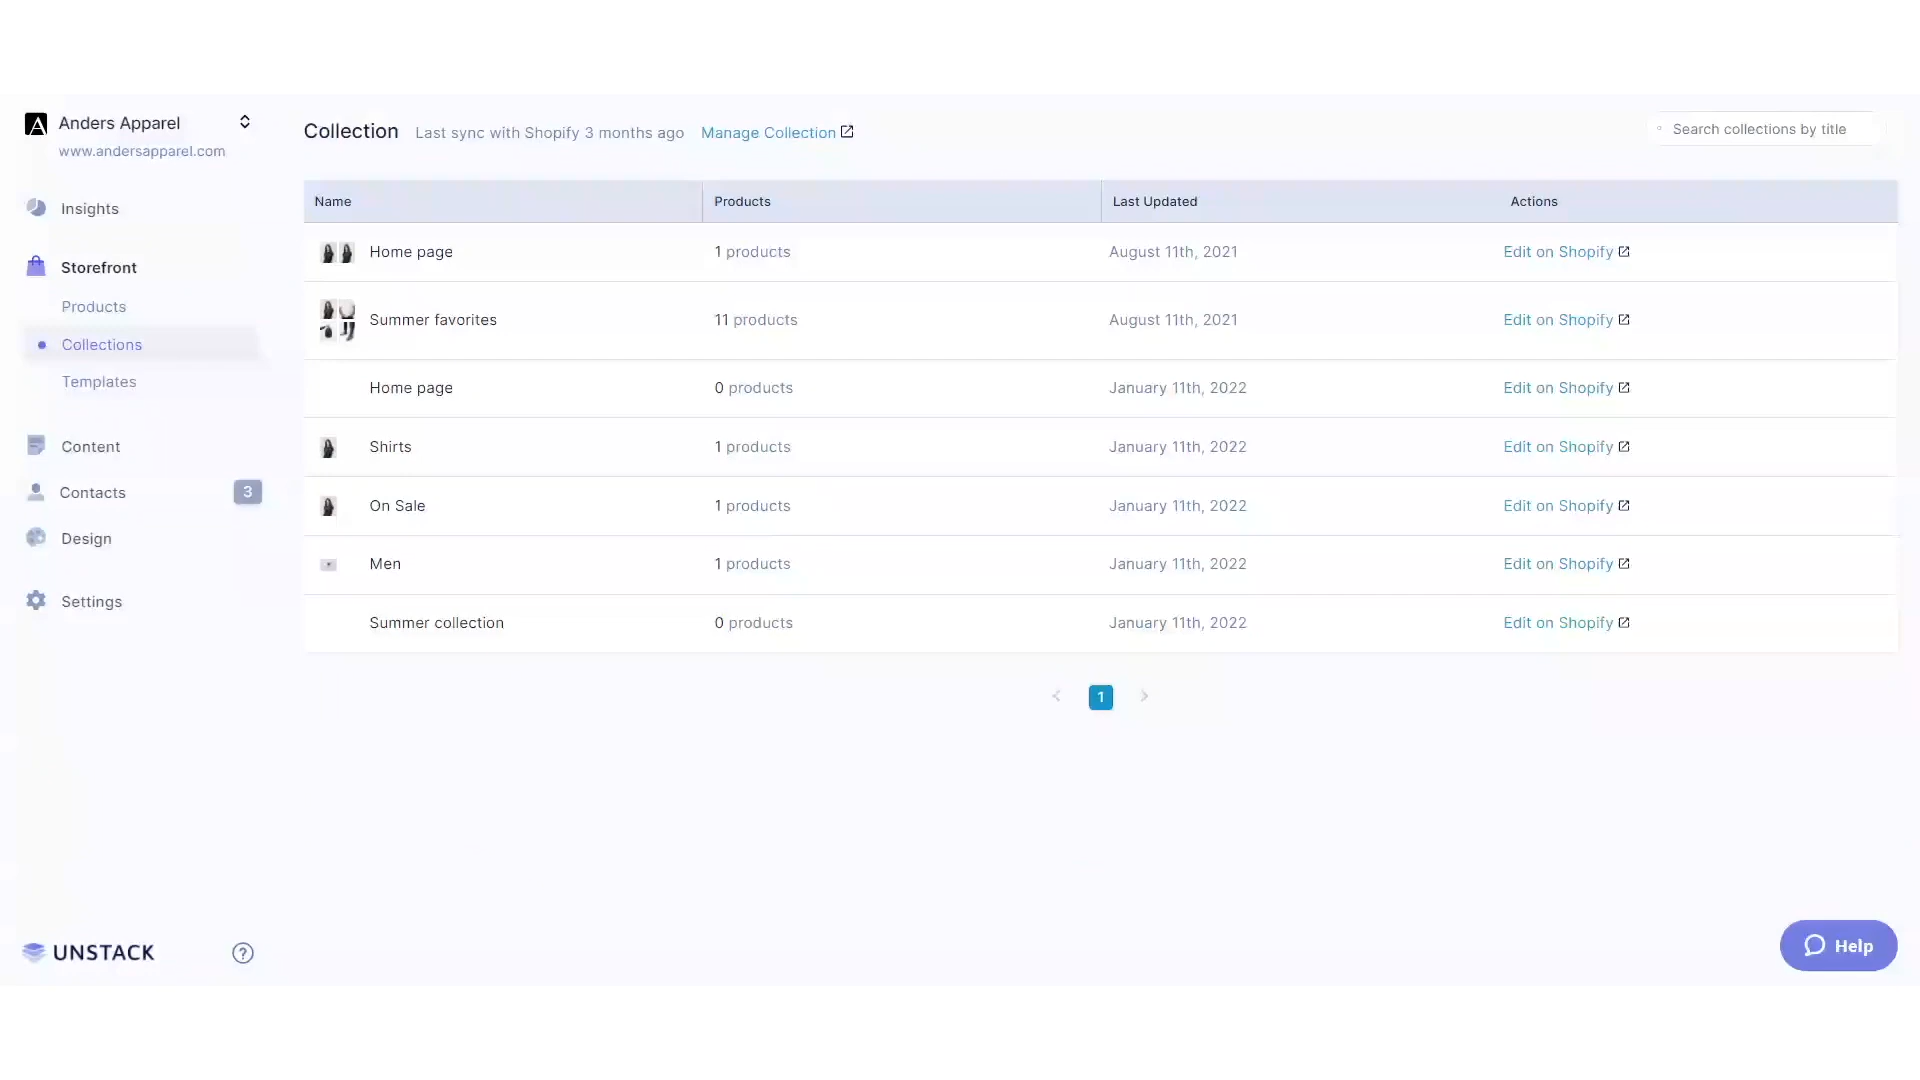 Anders Apparel
www.andersapparel.com
Insights
Storefront
Products
Collections
Templates
Content
Contacts 3
Design
Settings
UNSTACK ?
Collection Last sync with Shopify 3 months ago Manage Collection
Search collections by title
Name Products Last Updated Actions
Home page 1 products August 11th, 2021 Edit on Shopify
Summer favorites 11 products August 11th, 2021 Edit on Shopify
Home page 0 products January 11th, 2022 Edit on Shopify
Shirts 1 products January 11th, 2022 Edit on Shopify
On Sale 1 products January 11th, 2022 Edit on Shopify
Men 1 products January 11th, 2022 Edit on Shopify
Summer collection 0 products January 11th, 2022 Edit on Shopify
< 1 >
Help